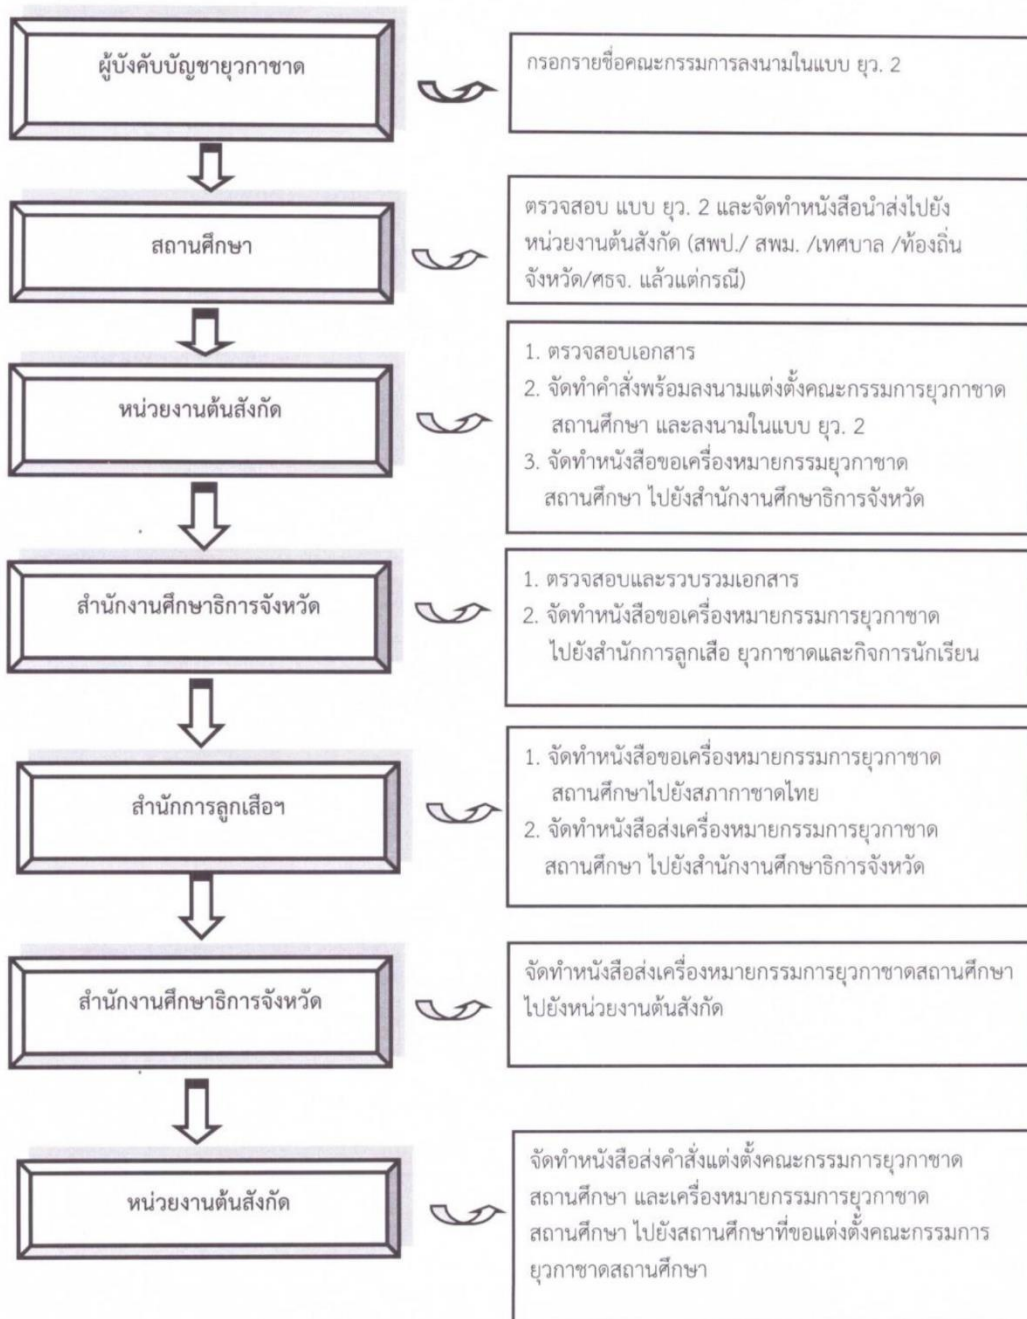 ผู้บังคับบัญชายุวกาชาด
กรอกรายชื่อคณะกรรมการลงนามในแบบ ยุว. 2
สถานศึกษา
ตรวจสอบ แบบ ยุว. 2 และจัดทำหนังสือนำส่งไปยัง
หน่วยงานต้นสังกัด (สพป./ สพม. /เทศบาล /ท้องถิ่น
จังหวัด/ศธจ. แล้วแต่กรณี)
หน่วยงานต้นสังกัด
1. ตรวจสอบเอกสาร
2. จัดทำคำสั่งพร้อมลงนามแต่งตั้งคณะกรรมการยุวกาชาด
สถานศึกษา และลงนามในแบบ ยุว. 2
3. จัดทำหนังสือขอเครื่องหมายกรรมยุวกาชาด
สถานศึกษา ไปยังสำนักงานศึกษาธิการจังหวัด
สำนักงานศึกษาธิการจังหวัด
1. ตรวจสอบและรวบรวมเอกสาร
2. จัดทำหนังสือขอเครื่องหมายกรรมการยุวกาชาด
ไปยังสำนักการลูกเสือ ยุวกาชาดและกิจการนักเรียน
สำนักการลูกเสือฯ
1. จัดทำหนังสือขอเครื่องหมายกรรมการยุวกาชาด
สถานศึกษาไปยังสภากาชาดไทย
2. จัดทำหนังสือส่งเครื่องหมายกรรมการยุวกาชาด
สถานศึกษา ไปยังสำนักงานศึกษาธิการจังหวัด
สำนักงานศึกษาธิการจังหวัด
จัดทำหนังสือส่งเครื่องหมายกรรมการยุวกาชาดสถานศึกษา
ไปยังหน่วยงานต้นสังกัด
หน่วยงานต้นสังกัด
จัดทำหนังสือส่งคำสั่งแต่งตั้งคณะกรรมการยุวกาชาด
สถานศึกษา และเครื่องหมายกรรมการยุวกาชาด
สถานศึกษา ไปยังสถานศึกษาที่ขอแต่งตั้งคณะกรรมการ
ยุวกาชาดสถานศึกษา